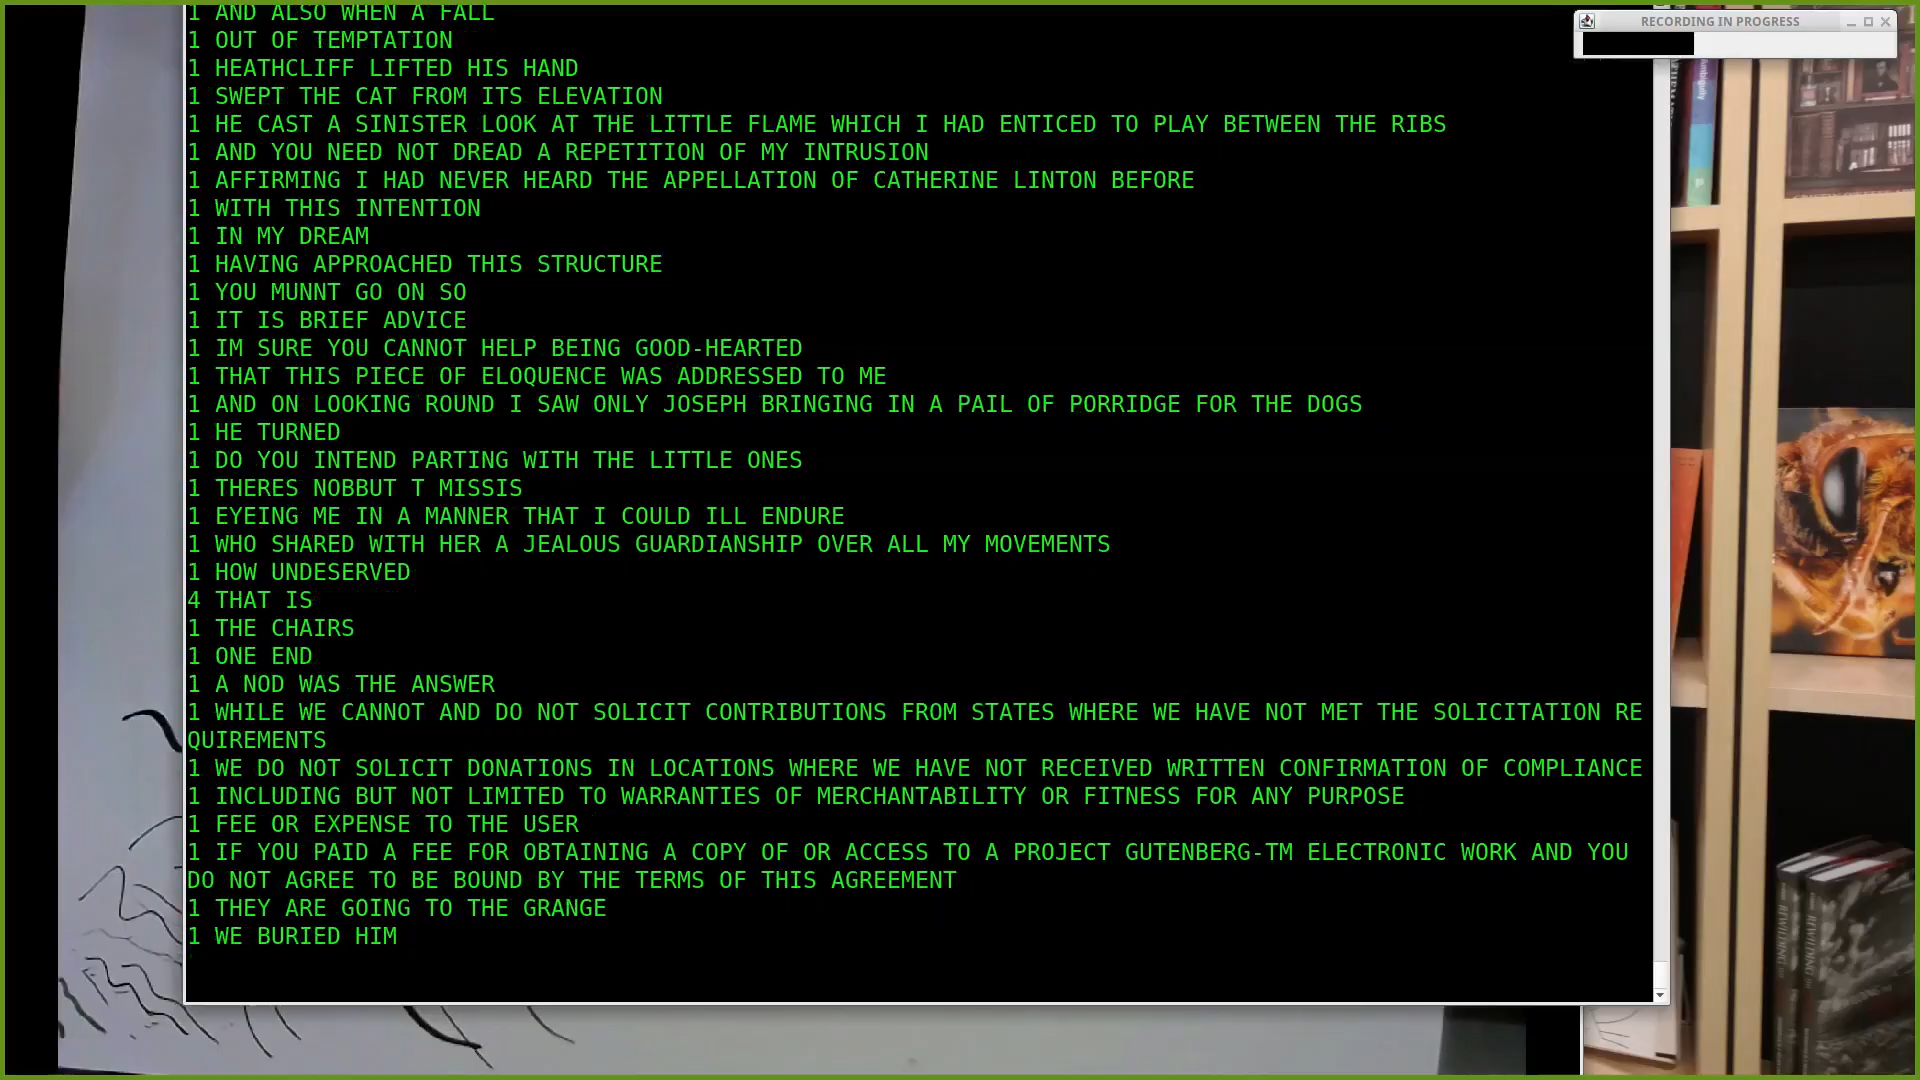 1 AND ALSO WHEN A FALL
1 OUT OF TEMPTATION
1 HEATHCLIFF LIFTED HIS HAND
1 SWEPT THE CAT FROM ITS ELEVATION
1 HE CAST A SINISTER LOOK AT THE LITTLE FLAME WHICH I HAD ENTICED TO PLAY BETWEEN THE RIBS
1 AND YOU NEED NOT DREAD A REPETITION OF MY INTRUSION
1 AFFIRMING I HAD NEVER HEARD THE APPELLATION OF CATHERINE LINTON BEFORE
1 WITH THIS INTENTION
1 IN MY DREAM
1 HAVING APPROACHED THIS STRUCTURE
1 YOU MUNNT GO ON SO
1 IT IS BRIEF ADVICE
1 IM SURE YOU CANNOT HELP BEING GOOD-HEARTED
1 THAT THIS PIECE OF ELOQUENCE WAS ADDRESSED TO ME
1 AND ON LOOKING ROUND I SAW ONLY JOSEPH BRINGING IN A PAIL OF PORRIDGE FOR THE DOGS
1 HE TURNED
1 DO YOU INTEND PARTING WITH THE LITTLE ONES
1 THERES NOBBUT T MISSIS
1 EYEING ME IN A MANNER THAT I COULD ILL ENDURE
1 WHO SHARED WITH HER A JEALOUS GUARDIANSHIP OVER ALL MY MOVEMENTS
1 HOW UNDESERVED
4 THAT IS
1 THE CHAIRS
1 ONE END
1 A NOD WAS THE ANSWER
1 WHILE WE CANNOT AND DO NOT SOLICIT CONTRIBUTIONS FROM STATES WHERE WE HAVE NOT MET THE SOLICITATION RE
QUIREMENTS
1 WE DO NOT SOLICIT DONATIONS IN LOCATIONS WHERE WE HAVE NOT RECEIVED WRITTEN CONFIRMATION OF COMPLIANCE
1 INCLUDING BUT NOT LIMITED TO WARRANTIES OF MERCHANTABILITY OR FITNESS FOR ANY PURPOSE
1 FEE OR EXPENSE TO THE USER
1 IF YOU PAID A FEE FOR OBTAINING A COPY OF OR ACCESS TO A PROJECT GUTENBERG-TM ELECTRONIC WORK AND YOU
DO NOT AGREE TO BE BOUND BY THE TERMS OF THIS AGREEMENT
1 THEY ARE GOING TO THE GRANGE
1 WE BURIED HIM
RECORDING IN PROGRESS
Ambiguity
REWILDING
REWILDING